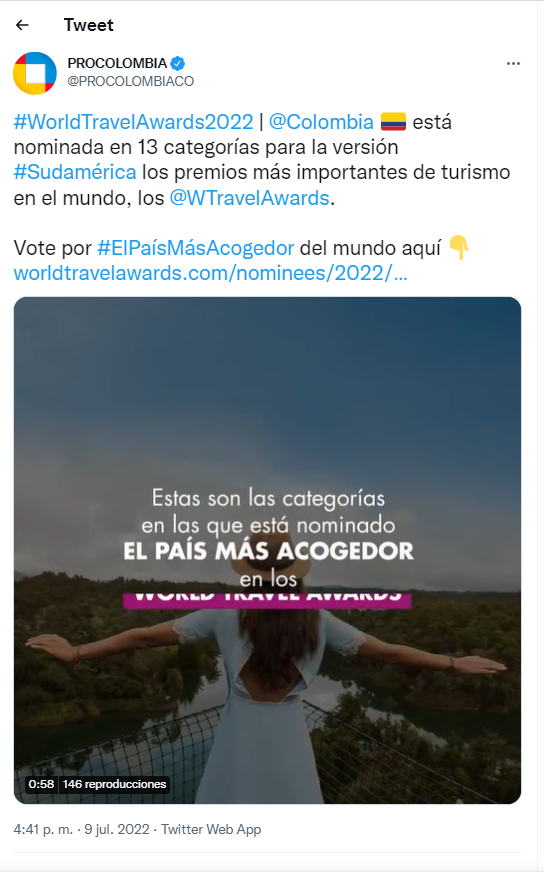 Tweet
PROCOLOMBIA
@PROCOLOMBIACO
#WorldTravelAwards2022 | @Colombia 🇨🇴 está
nominada en 13 categorías para la versión
#Sudamérica los premios más importantes de turismo
en el mundo, los @WTravelAwards.
Vote por #ElPaísMásAcogedor del mundo aquí 👇
worldtravelawards.com/nominees/2022/…
Estas son las categorías
en las que está nominado
EL PAÍS MÁS ACOGEDOR
en los
WORLD TRAVEL AWARDS
0:58 146 reproducciones
4:41 p. m. · 9 jul. 2022 · Twitter Web App